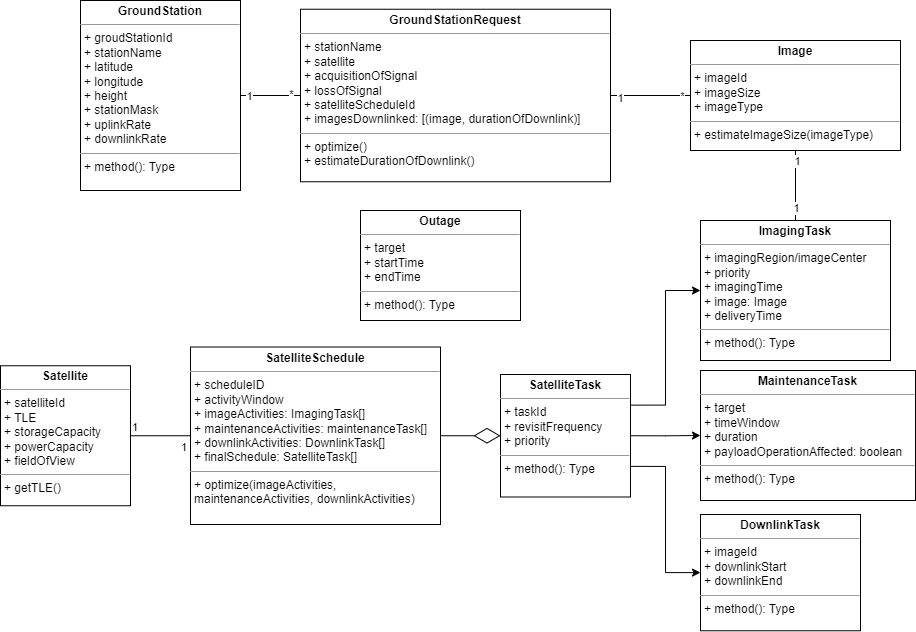 GroundStation
+ groudStationId
+ stationName
+ latitude
+ longitude
+ height
+ stationMask
+ uplinkRate
+ downlinkRate
+ method(): Type
1
*
GroundStationRequest
+ stationName
+ satellite
+ acquisitionOfSignal
+ lossOfSignal
+ satelliteScheduleId
+ imagesDownlinked: [(image, durationOfDownlink)]
+ optimize()
+ estimateDurationOfDownlink()
1
*
Image
+ imageId
+ imageSize
+ imageType
+ estimateImageSize(imageType)
1
1
Outage
+ target
+ startTime
+ endTime
+ method(): Type
ImagingTask
+ imagingRegion/imageCenter
+ priority
+ imagingTime
+ image: Image
+ deliveryTime
+ method(): Type
Satellite
+ satelliteId
+ TLE
+ storageCapacity
+ powerCapacity
+ fieldOfView
+ getTLE()
1
1
SatelliteSchedule
+ scheduleID
+ activityWindow
+ imageActivities: ImagingTask[]
+ maintenanceActivities: maintenanceTask[]
+ downlinkActivities: DownlinkTask[]
+ finalSchedule: SatelliteTask[]
+ optimize(imageActivities,
maintenanceActivities, downlinkActivities)
SatelliteTask
+ taskId
+ revisitFrequency
+ priority
+ method(): Type
MaintenanceTask
+ target
+ timeWindow
+ duration
+ payloadOperationAffected: boolean
+ method(): Type
DownlinkTask
+ imageId
+ downlinkStart
+ downlinkEnd
+ method(): Type